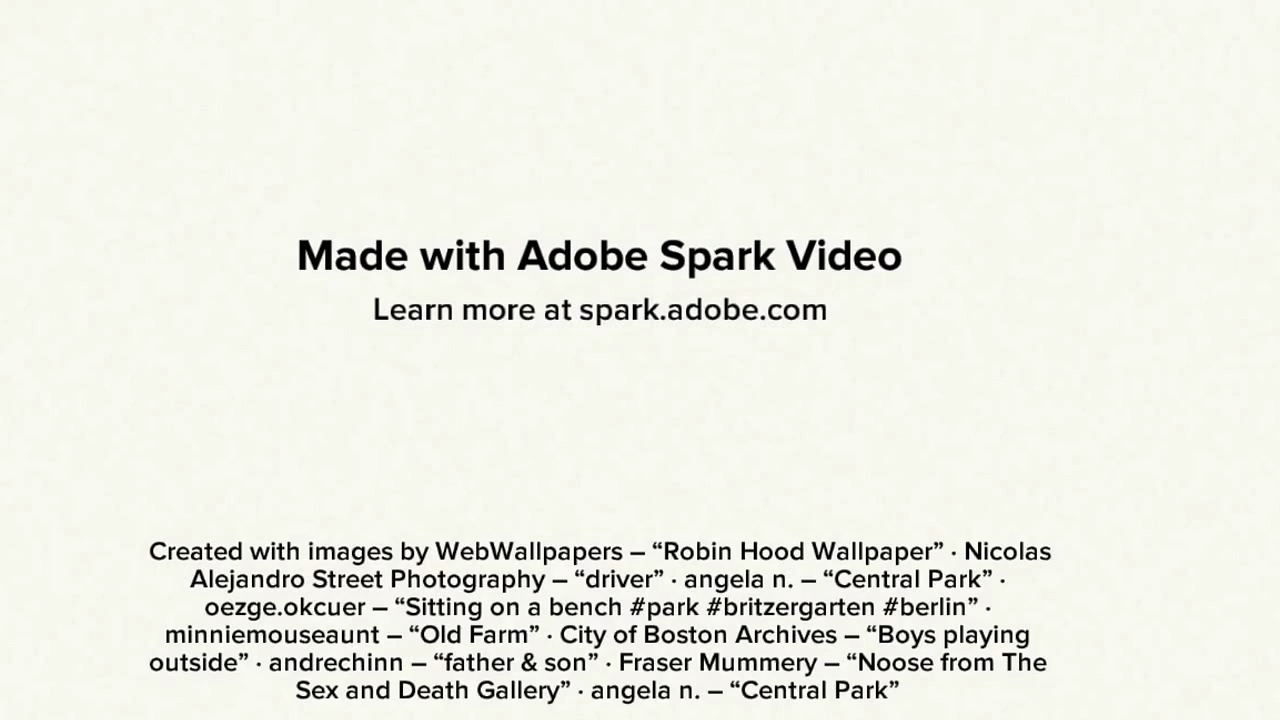 Made with Adobe Spark Video
Learn more at spark.adobe.com
Created with images by WebWallpapers – “Robin Hood Wallpaper” · Nicolas
Alejandro Street Photography – “driver” · angela n. – “Central Park” ·
oezge.okcuer – “Sitting on a bench #park #britzergarten #berlin” ·
minniemouseaunt – “Old Farm” · City of Boston Archives – “Boys playing
outside” · andrechinn – “father & son” · Fraser Mummery – “Noose from The
Sex and Death Gallery” · angela n. – “Central Park”